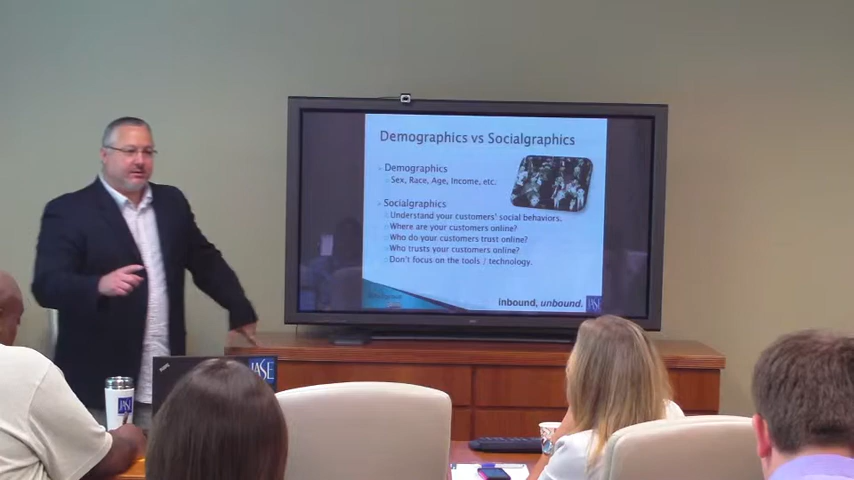 Demographics vs Socialgraphics
Demographics
Sex, Race, Age, Income, etc.
Socialgraphics
Understand your customers' social behaviors.
Where are your customers online?
Who do your customers trust online?
Who trusts your customers online?
Don't focus on the tools / technology.
inbound, unbound.
JASE
JASE